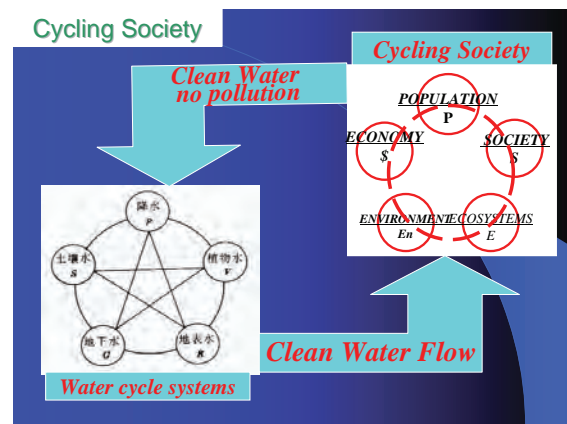 Cycling Society
Cycling Society
Clean Water
no pollution
POPULATION
P
ECONOMY
$
SOCIETY
S
ENVIRONMENT
En
ECOSYSTEMS
E
降水
P
土壤水
S
植物水
V
地下水
G
地表水
R
Clean Water Flow
Water cycle systems